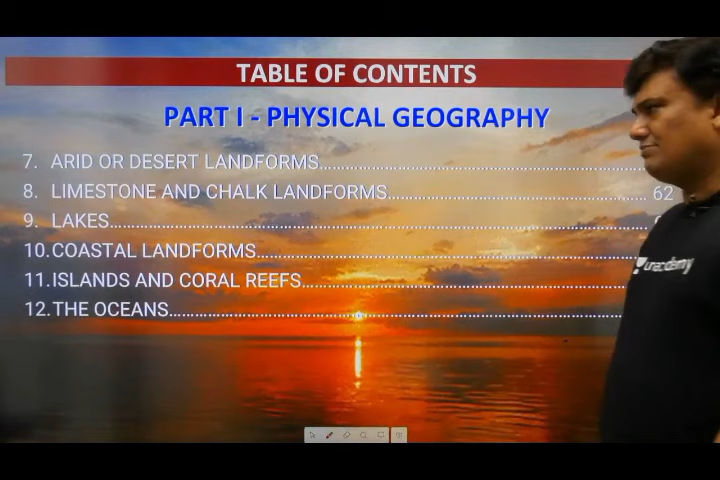 TABLE OF CONTENTS
PART I - PHYSICAL GEOGRAPHY
7. ARID OR DESERT LANDFORMS
8. LIMESTONE AND CHALK LANDFORMS 62
9. LAKES
10.COASTAL LANDFORMS
11.ISLANDS AND CORAL REEFS
12.THE OCEANS
unacademy